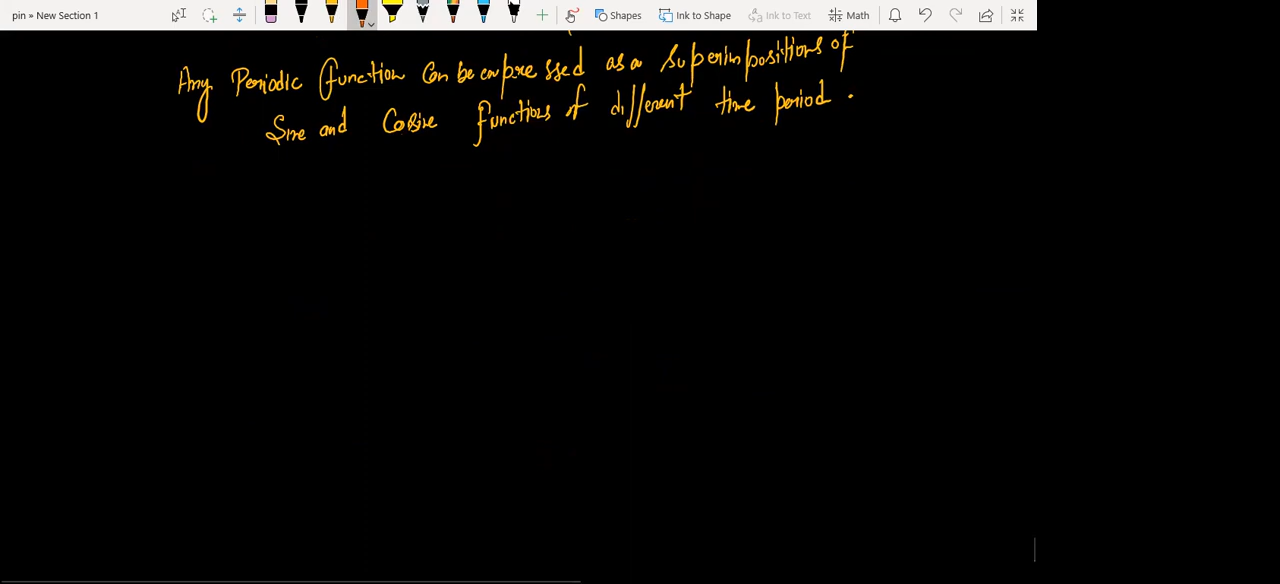 pin » New Section 1
Shapes
Ink to Shape
Ink to Text
Math
Any Periodic function can be expressed as a superimpositions of
Sine and Cosine functions of different time period.